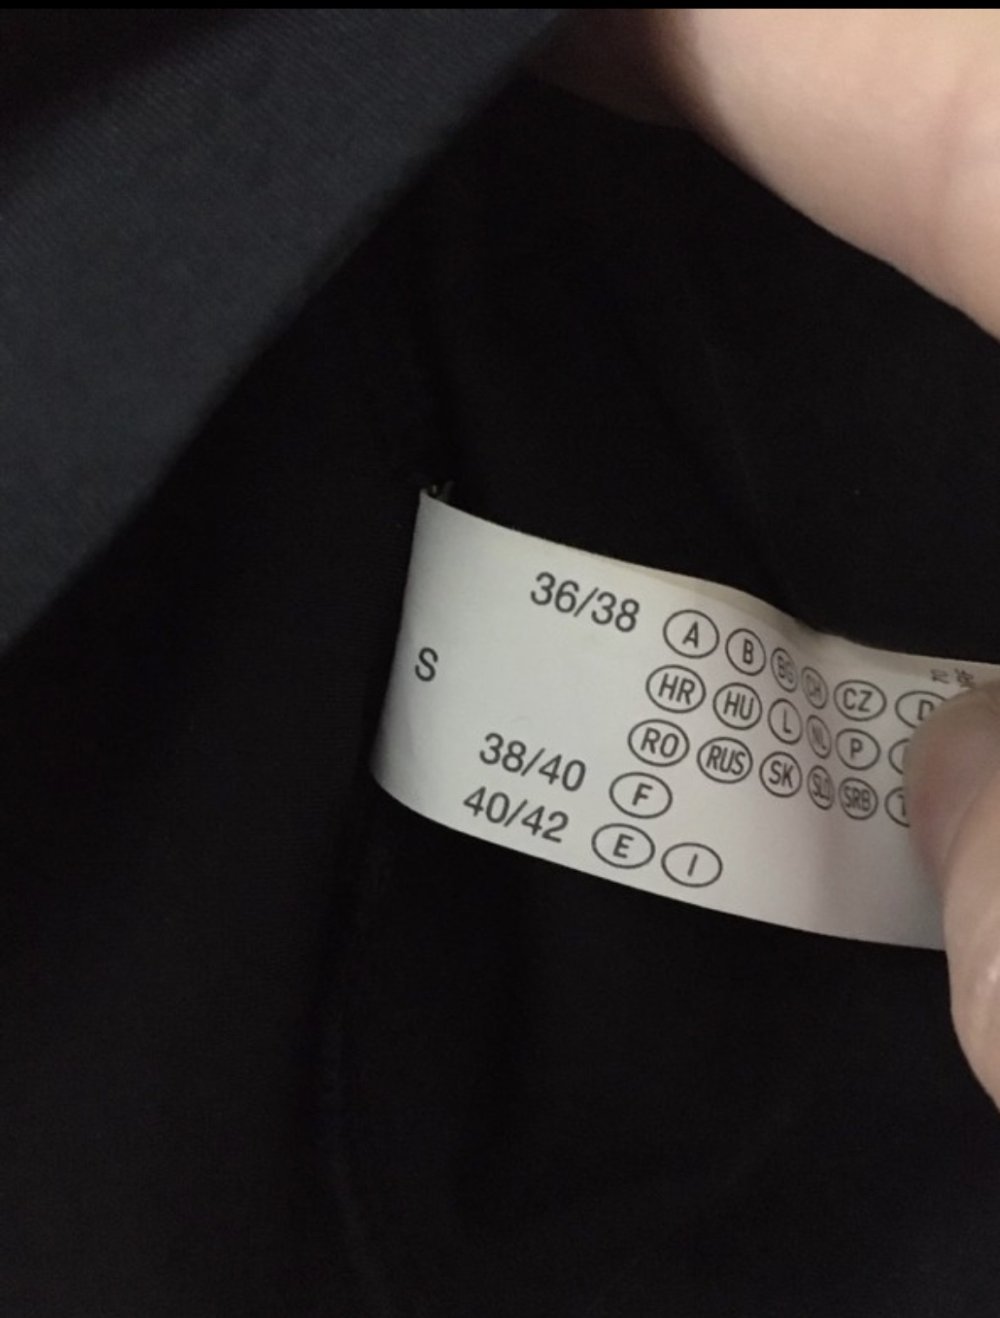 36/38 A B BG CH CZ D
HR HU L NL P
S
RO RUS SK SLO SRB
38/40 F
40/42 E I